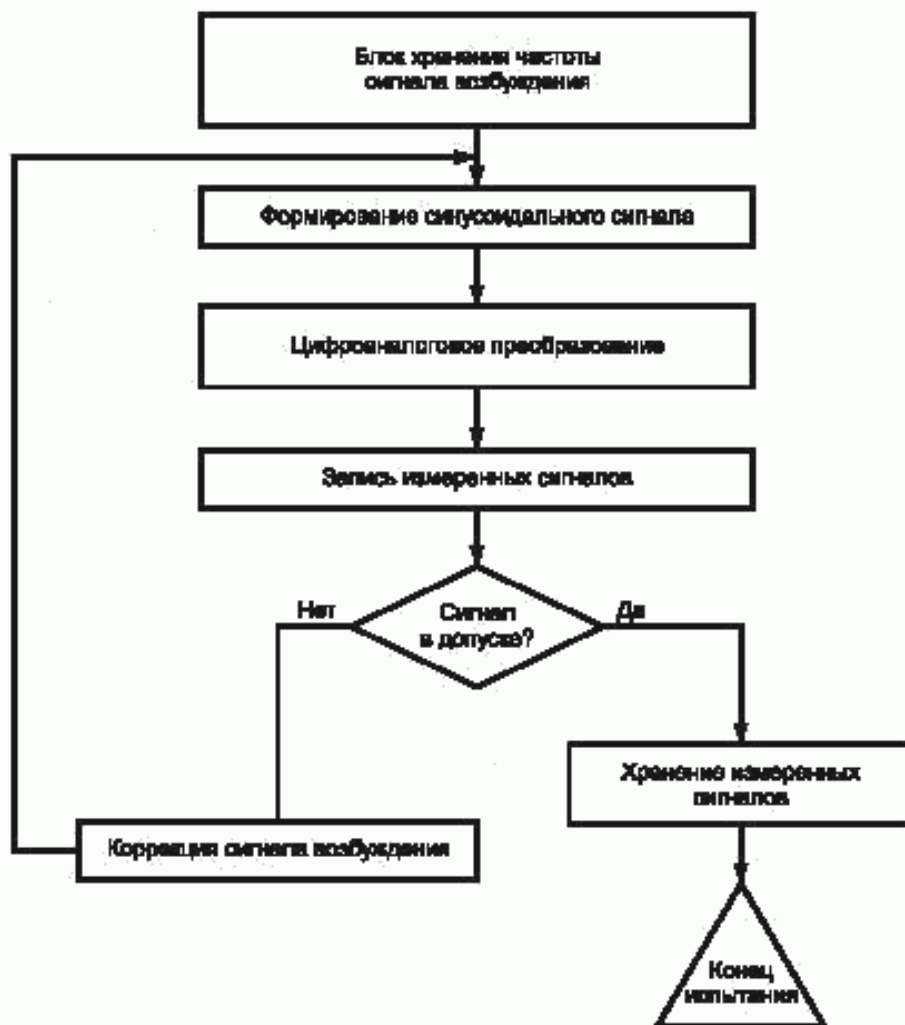 Блок хранения частоты
сигнала возбуждения
Формирование синусоидального сигнала
Цифроаналоговое преобразование
Запись измеренных сигналов
Нет
Сигнал
в допуске?
Да
Хранение измеренных
сигналов
Коррекция сигнала возбуждения
Конец
испытания